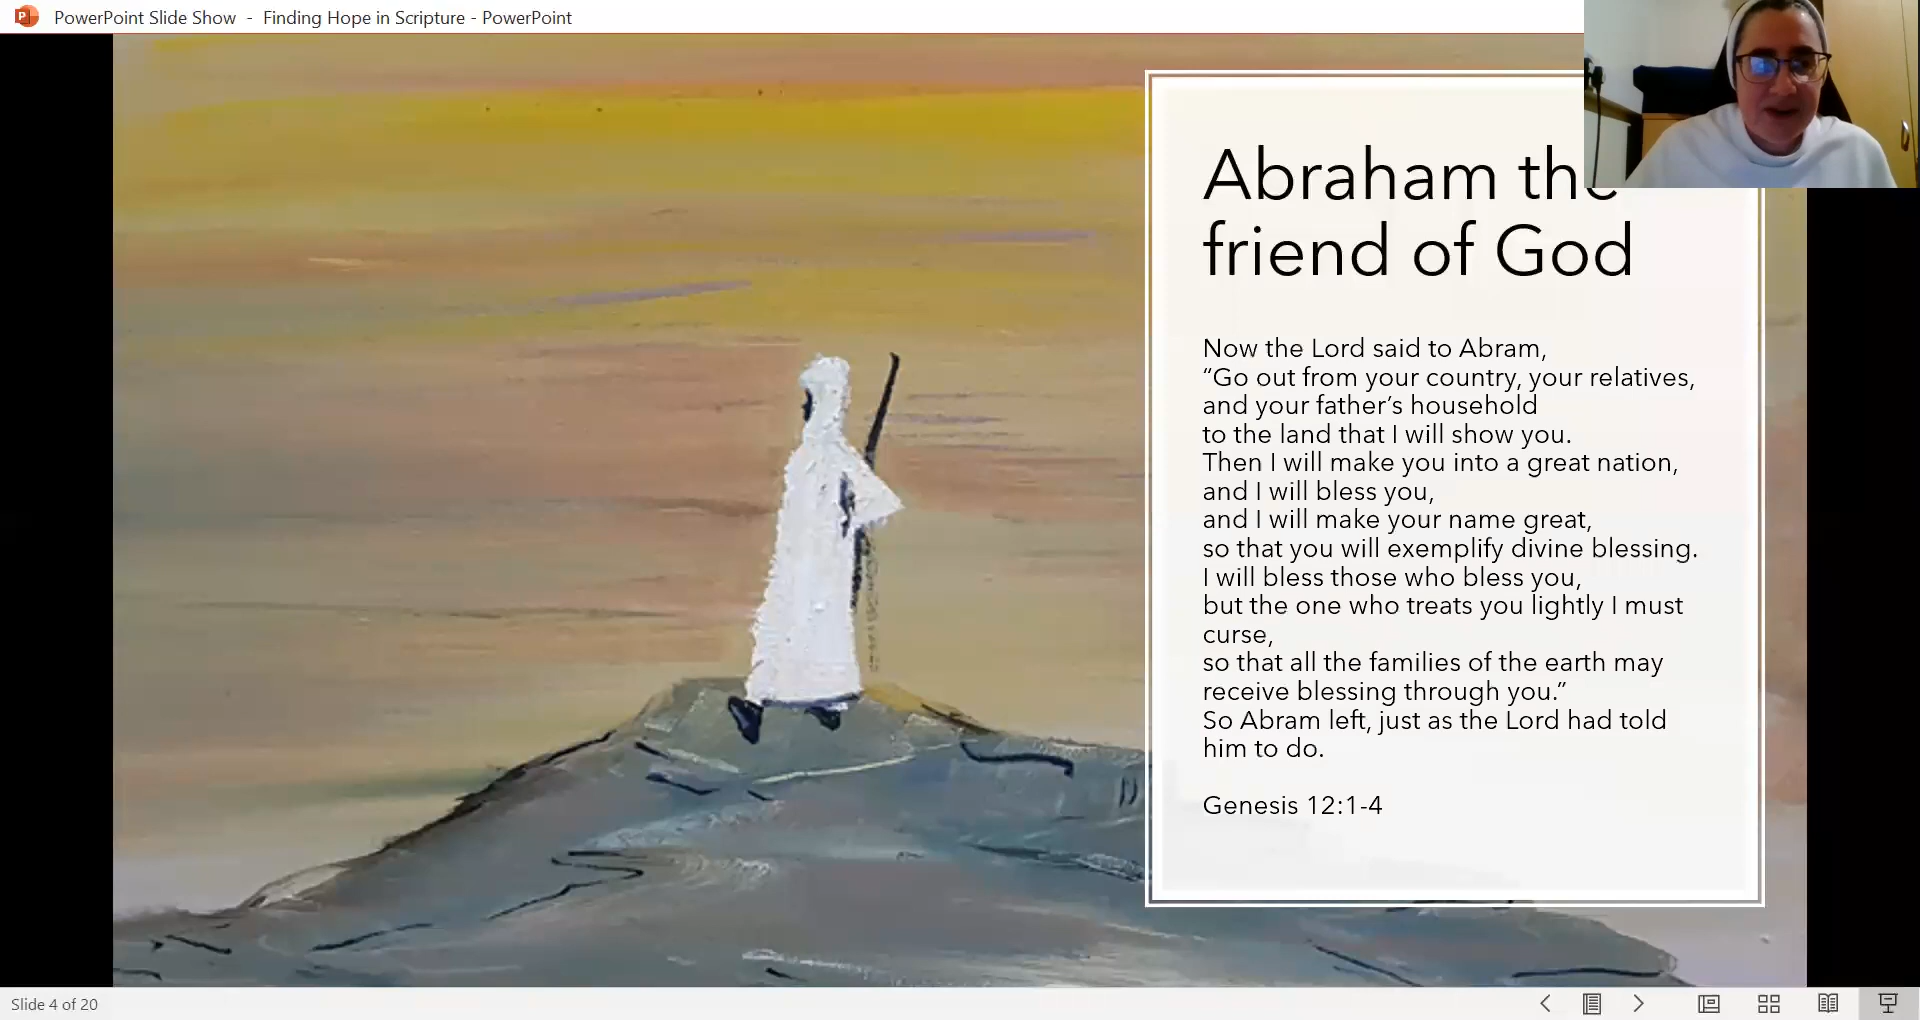 PowerPoint Slide Show - Finding Hope in Scripture - PowerPoint
Abraham the
friend of God
Now the Lord said to Abram,
“Go out from your country, your relatives,
and your father’s household
to the land that I will show you.
Then I will make you into a great nation,
and I will bless you,
and I will make your name great,
so that you will exemplify divine blessing.
I will bless those who bless you,
but the one who treats you lightly I must
curse,
so that all the families of the earth may
receive blessing through you.”
So Abram left, just as the Lord had told
him to do.
Genesis 12:1-4
Slide 4 of 20